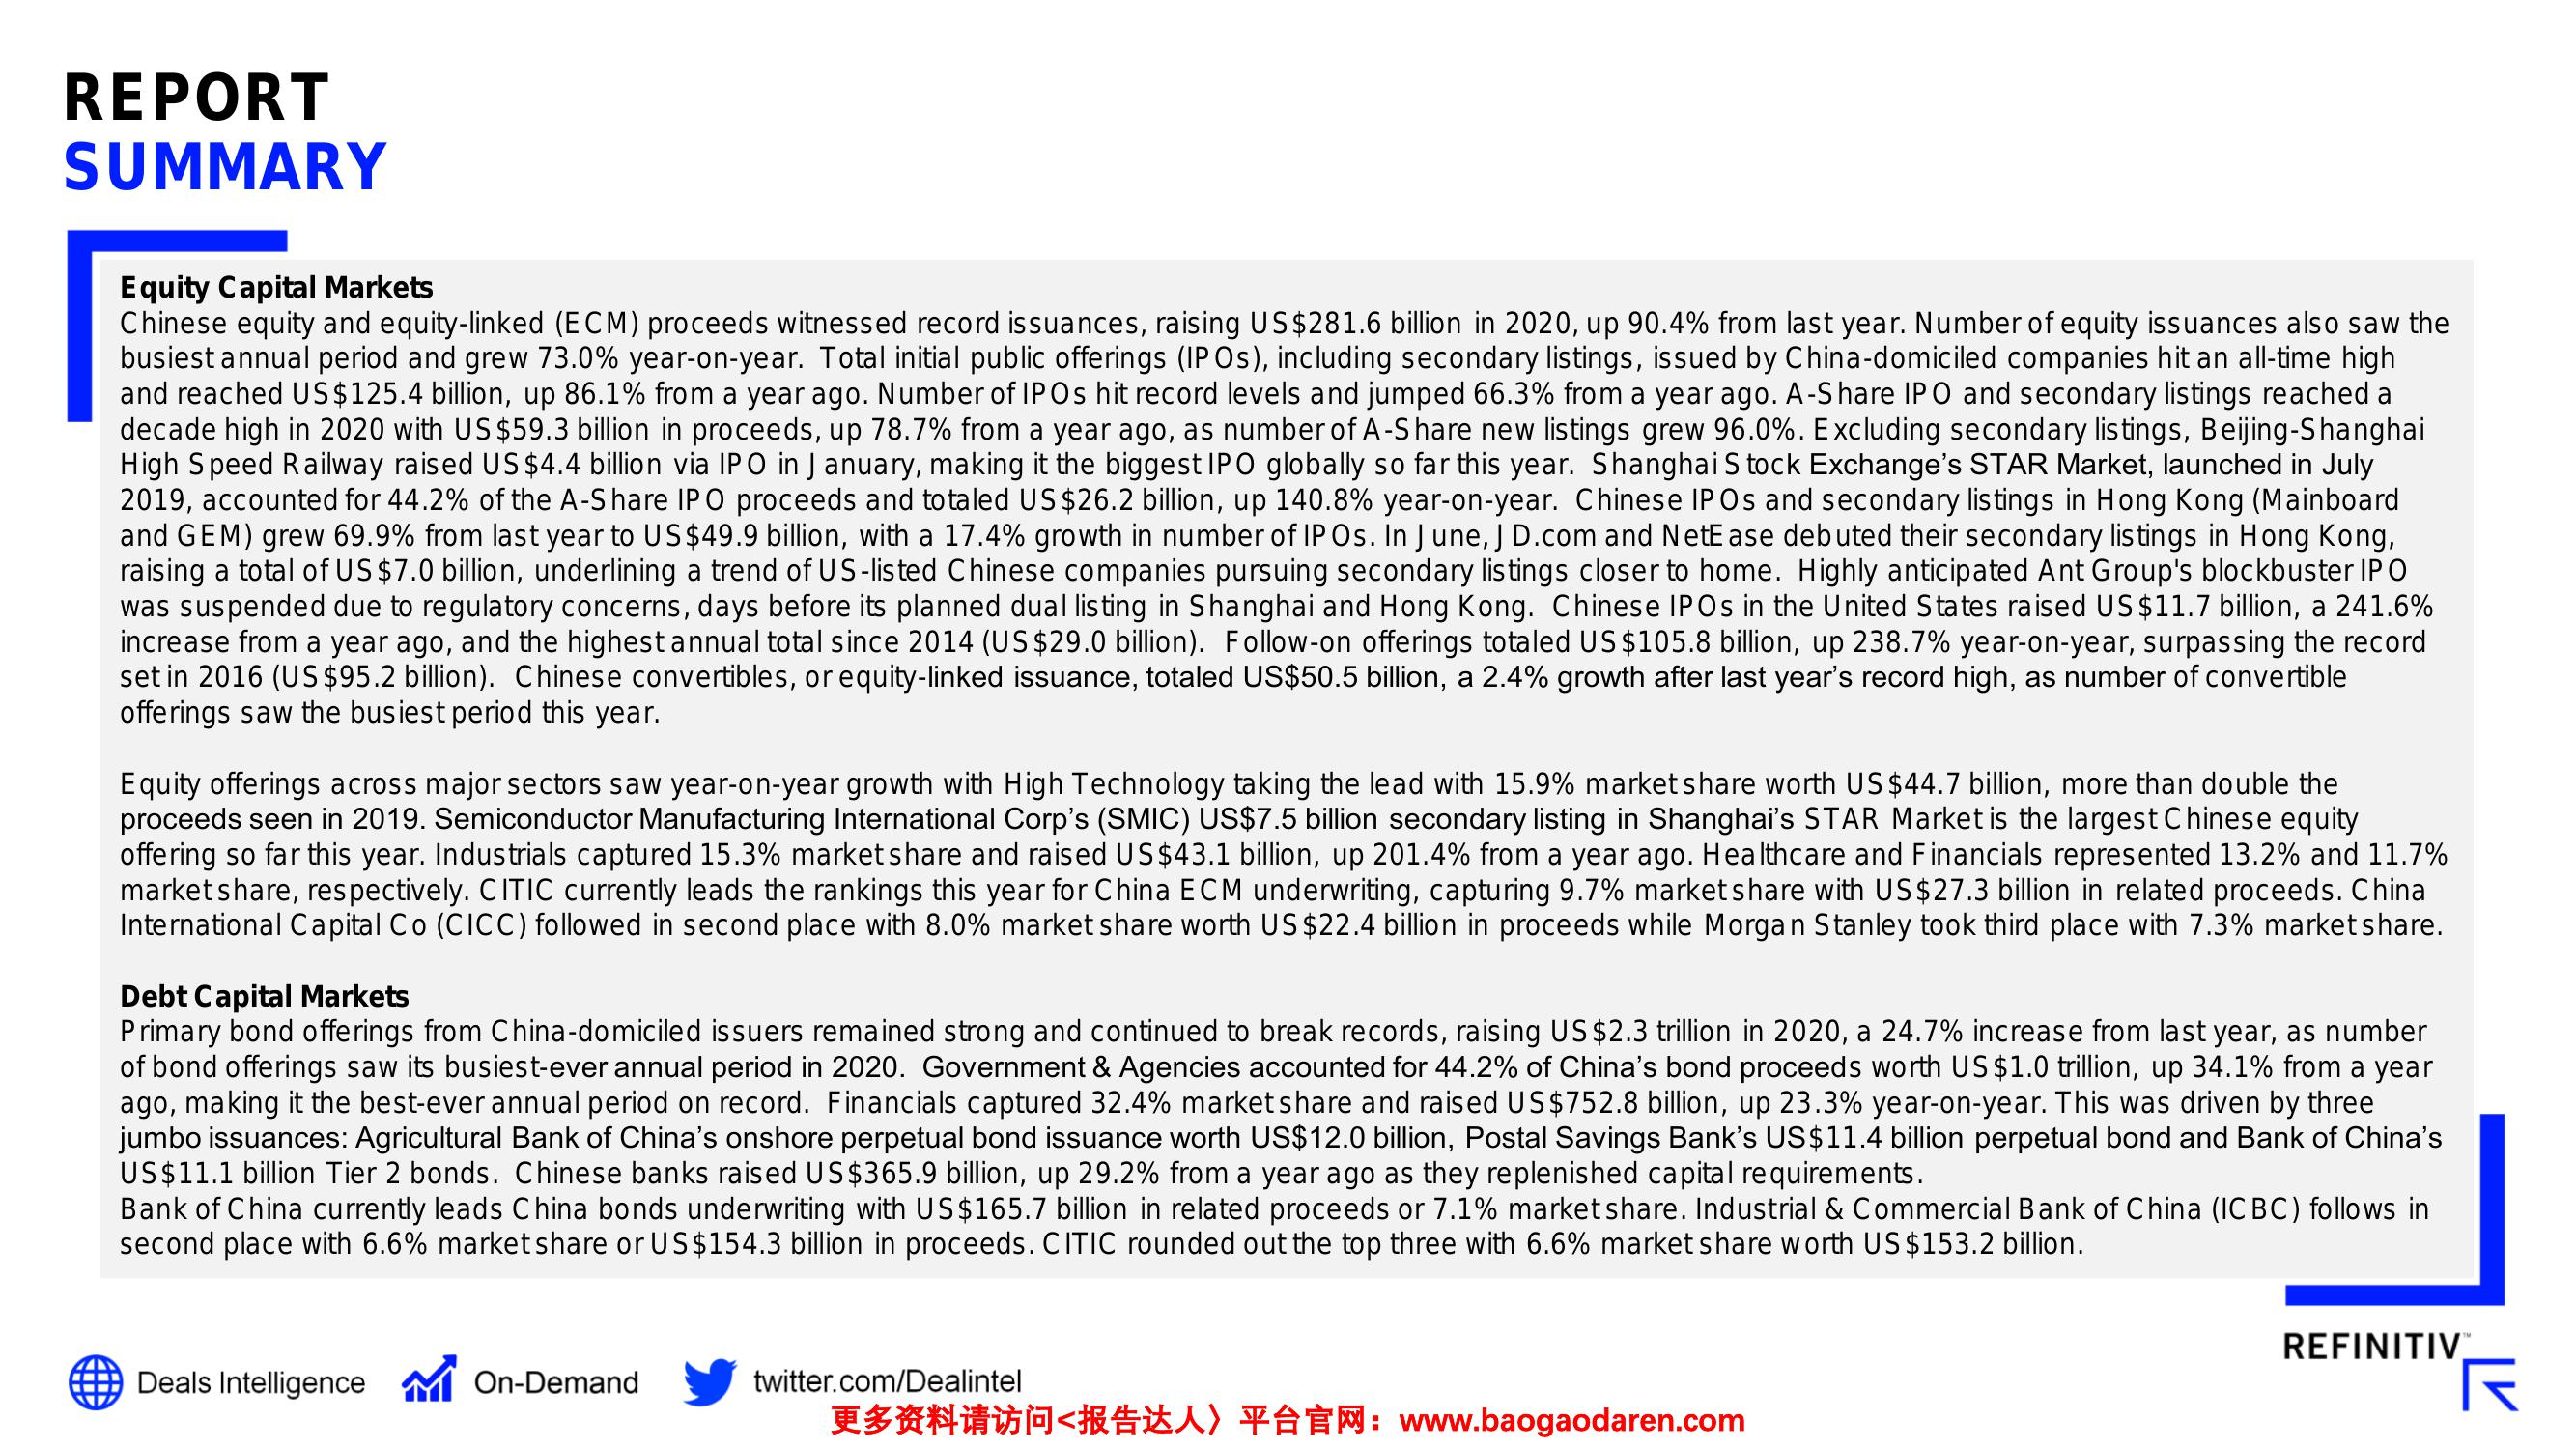 REPORT
SUMMARY
Equity Capital Markets
Chinese equity and equity-linked (ECM) proceeds witnessed record issuances, raising US$281.6 billion in 2020, up 90.4% from last year. Number of equity issuances also saw the
busiest annual period and grew 73.0% year-on-year. Total initial public offerings (IPOs), including secondary listings, issued by China-domiciled companies hit an all-time high
and reached US$125.4 billion, up 86.1% from a year ago. Number of IPOs hit record levels and jumped 66.3% from a year ago. A-Share IPO and secondary listings reached a
decade high in 2020 with US$59.3 billion in proceeds, up 78.7% from a year ago, as number of A-Share new listings grew 96.0%. Excluding secondary listings, Beijing-Shanghai
High Speed Railway raised US$4.4 billion via IPO in January, making it the biggest IPO globally so far this year. Shanghai Stock Exchange’s STAR Market, launched in July
2019, accounted for 44.2% of the A-Share IPO proceeds and totaled US$26.2 billion, up 140.8% year-on-year. Chinese IPOs and secondary listings in Hong Kong (Mainboard
and GEM) grew 69.9% from last year to US$49.9 billion, with a 17.4% growth in number of IPOs. In June, JD.com and NetEase debuted their secondary listings in Hong Kong,
raising a total of US$7.0 billion, underlining a trend of US-listed Chinese companies pursuing secondary listings closer to home. Highly anticipated Ant Group's blockbuster IPO
was suspended due to regulatory concerns, days before its planned dual listing in Shanghai and Hong Kong. Chinese IPOs in the United States raised US$11.7 billion, a 241.6%
increase from a year ago, and the highest annual total since 2014 (US$29.0 billion). Follow-on offerings totaled US$105.8 billion, up 238.7% year-on-year, surpassing the record
set in 2016 (US$95.2 billion). Chinese convertibles, or equity-linked issuance, totaled US$50.5 billion, a 2.4% growth after last year’s record high, as number of convertible
offerings saw the busiest period this year.
Equity offerings across major sectors saw year-on-year growth with High Technology taking the lead with 15.9% market share worth US$44.7 billion, more than double the
proceeds seen in 2019. Semiconductor Manufacturing International Corp’s (SMIC) US$7.5 billion secondary listing in Shanghai’s STAR Market is the largest Chinese equity
offering so far this year. Industrials captured 15.3% market share and raised US$43.1 billion, up 201.4% from a year ago. Healthcare and Financials represented 13.2% and 11.7%
market share, respectively. CITIC currently leads the rankings this year for China ECM underwriting, capturing 9.7% market share with US$27.3 billion in related proceeds. China
International Capital Co (CICC) followed in second place with 8.0% market share worth US$22.4 billion in proceeds while Morgan Stanley took third place with 7.3% market share.
Debt Capital Markets
Primary bond offerings from China-domiciled issuers remained strong and continued to break records, raising US$2.3 trillion in 2020, a 24.7% increase from last year, as number
of bond offerings saw its busiest-ever annual period in 2020. Government & Agencies accounted for 44.2% of China’s bond proceeds worth US$1.0 trillion, up 34.1% from a year
ago, making it the best-ever annual period on record. Financials captured 32.4% market share and raised US$752.8 billion, up 23.3% year-on-year. This was driven by three
jumbo issuances: Agricultural Bank of China’s onshore perpetual bond issuance worth US$12.0 billion, Postal Savings Bank’s US$11.4 billion perpetual bond and Bank of China’s
US$11.1 billion Tier 2 bonds. Chinese banks raised US$365.9 billion, up 29.2% from a year ago as they replenished capital requirements.
Bank of China currently leads China bonds underwriting with US$165.7 billion in related proceeds or 7.1% market share. Industrial & Commercial Bank of China (ICBC) follows in
second place with 6.6% market share or US$154.3 billion in proceeds. CITIC rounded out the top three with 6.6% market share worth US$153.2 billion.
REFINITIV™
Deals Intelligence On-Demand twitter.com/Dealintel
更多资料请访问<报告达人〉平台官网：www.baogaodaren.com